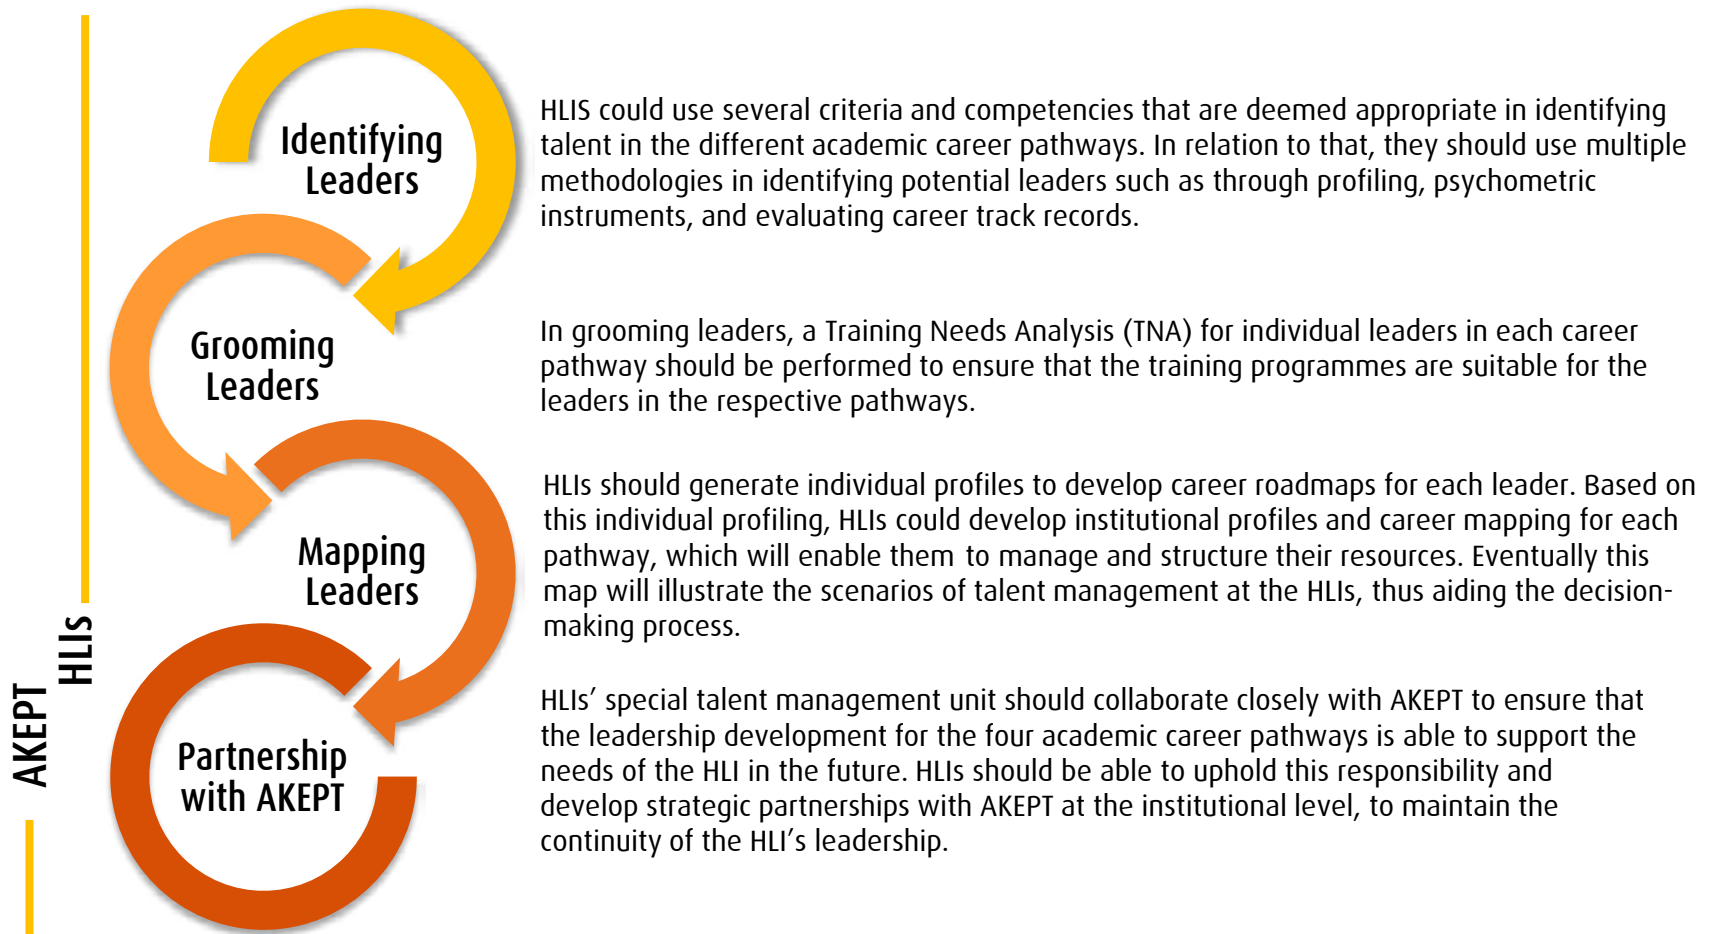 Identifying
Leaders
HLIS could use several criteria and competencies that are deemed appropriate in identifying
talent in the different academic career pathways. In relation to that, they should use multiple
methodologies in identifying potential leaders such as through profiling, psychometric
instruments, and evaluating career track records.
Grooming
Leaders
In grooming leaders, a Training Needs Analysis (TNA) for individual leaders in each career
pathway should be performed to ensure that the training programmes are suitable for the
leaders in the respective pathways.
Mapping
Leaders
HLIs should generate individual profiles to develop career roadmaps for each leader. Based on
this individual profiling, HLIs could develop institutional profiles and career mapping for each
pathway, which will enable them to manage and structure their resources. Eventually this
map will illustrate the scenarios of talent management at the HLIs, thus aiding the decision-
making process.
Partnership
with AKEPT
HLIs’ special talent management unit should collaborate closely with AKEPT to ensure that
the leadership development for the four academic career pathways is able to support the
needs of the HLI in the future. HLIs should be able to uphold this responsibility and
develop strategic partnerships with AKEPT at the institutional level, to maintain the
continuity of the HLI’s leadership.
HLIs
AKEPT